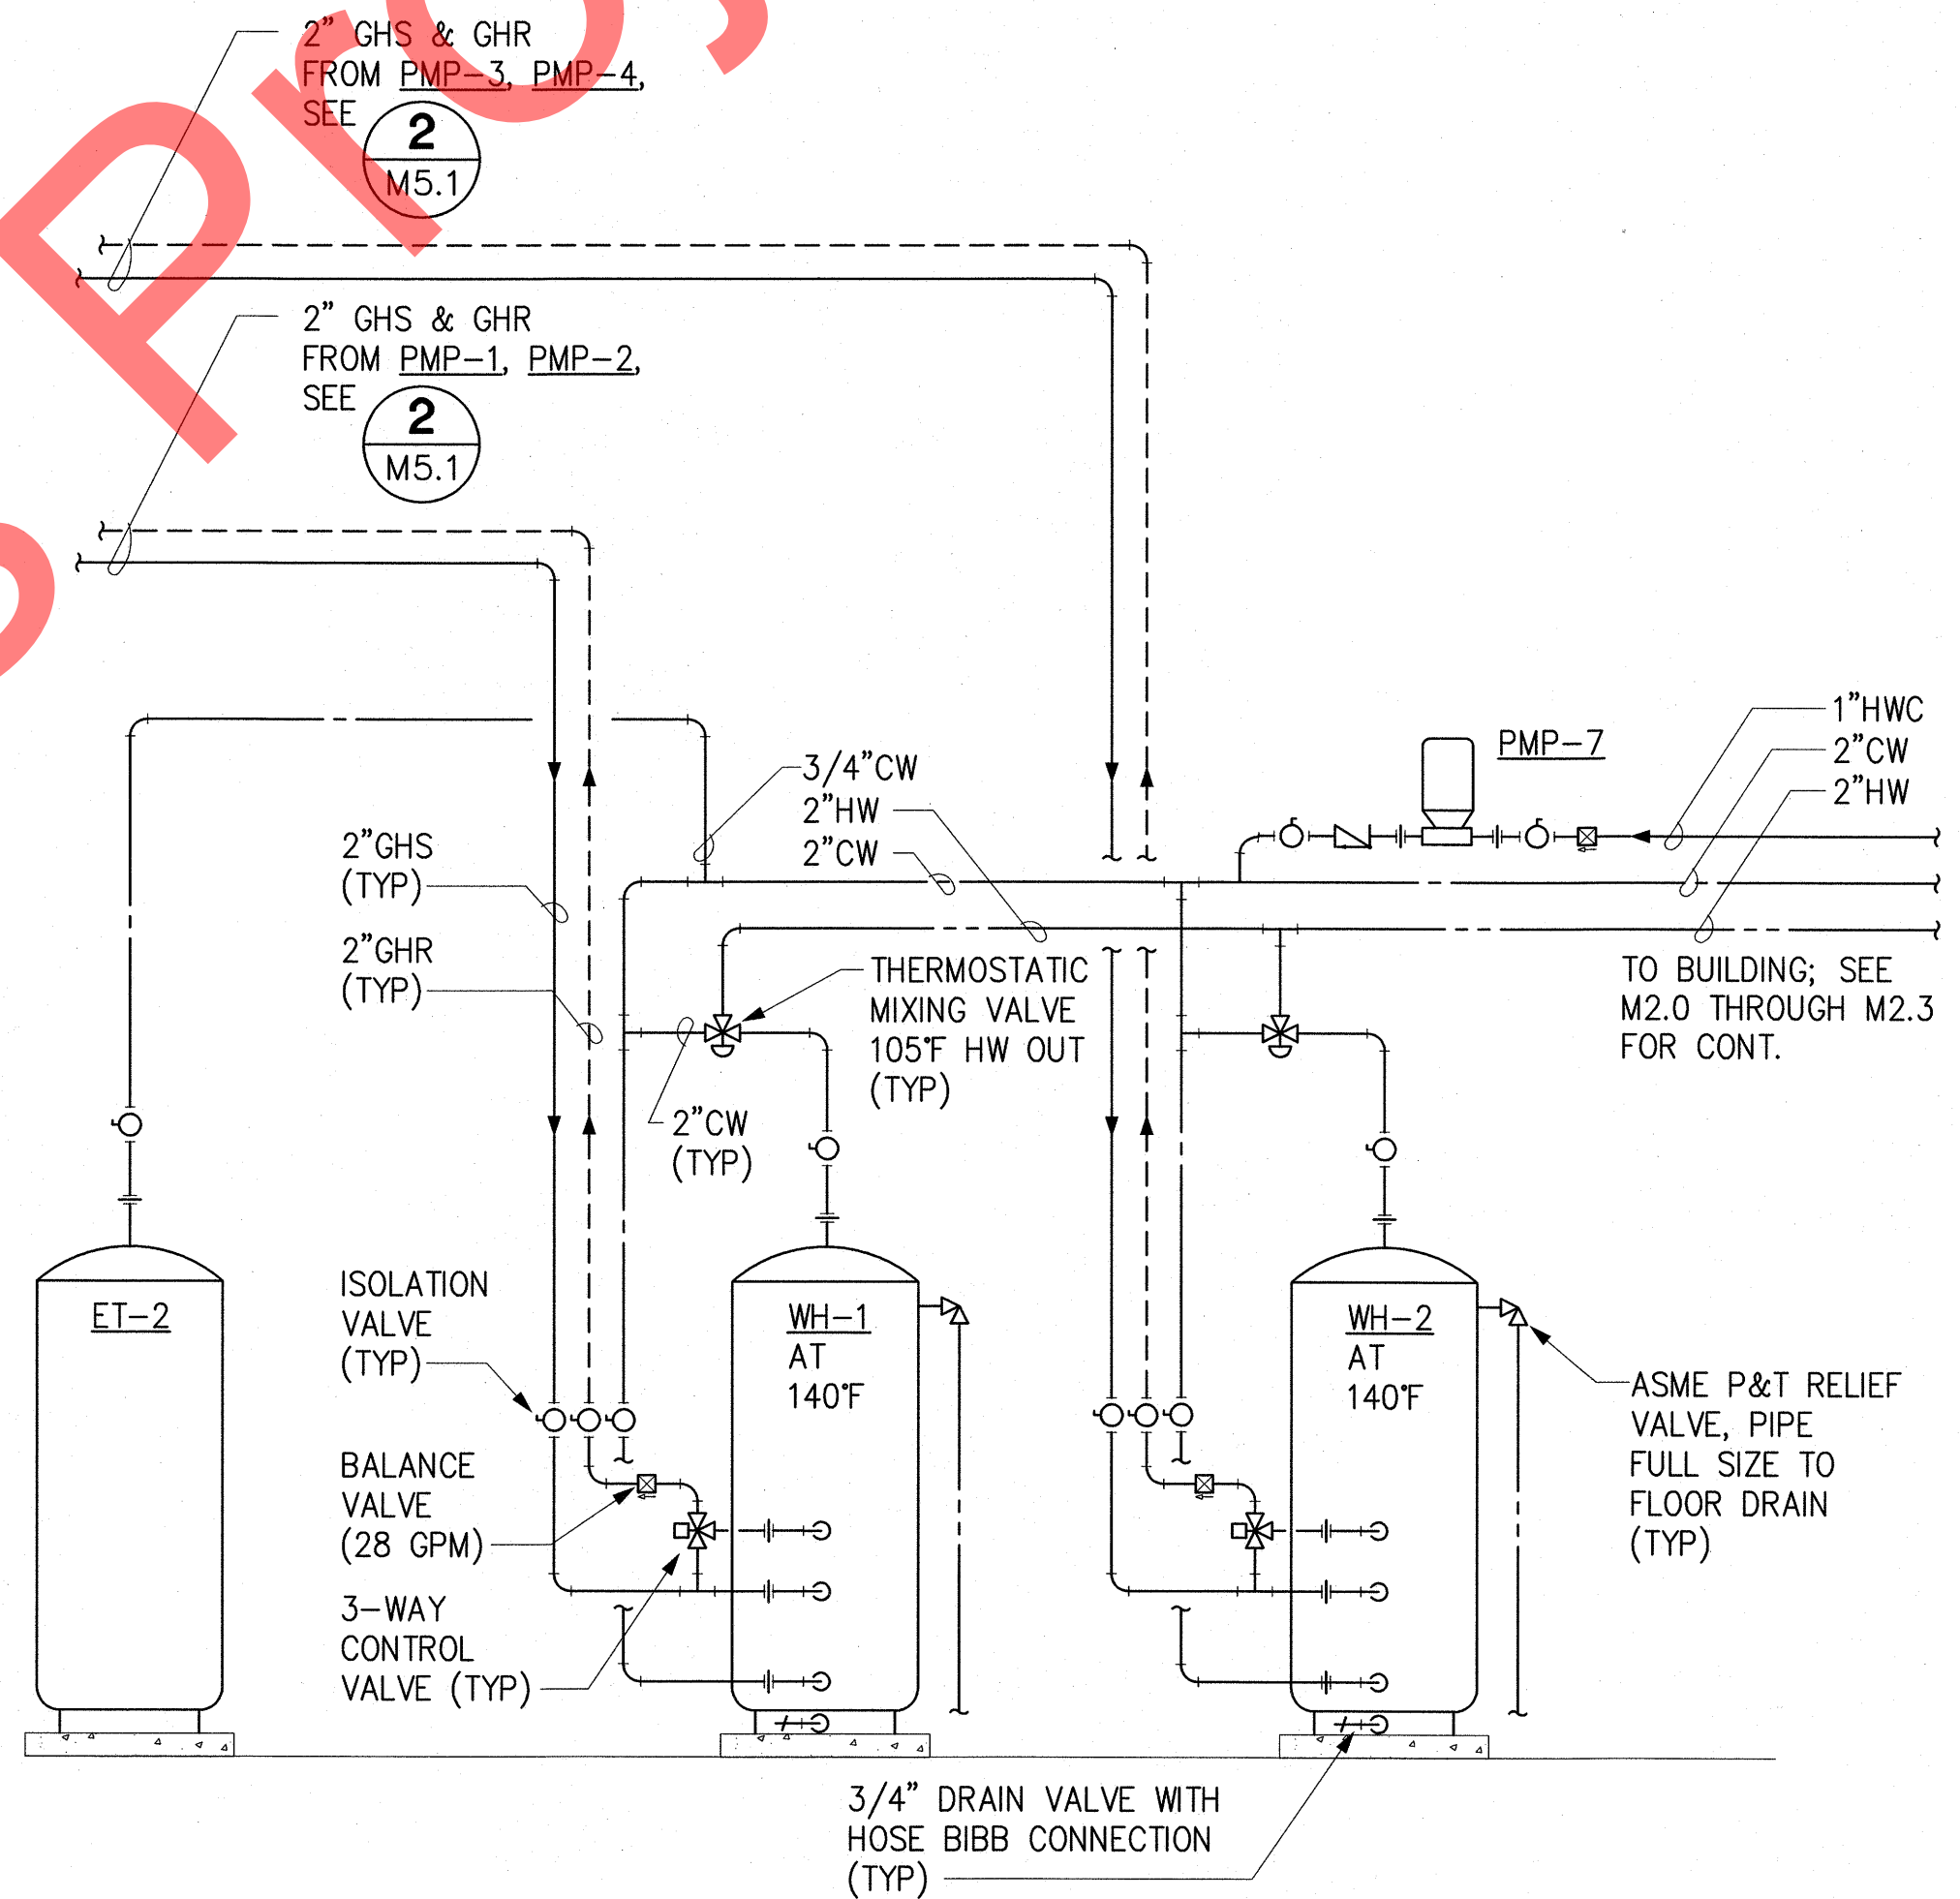 2" GHS & GHR
FROM PMP-3, PMP-4,
SEE
2
M5.1
2" GHS & GHR
FROM PMP-1, PMP-2,
SEE
2
M5.1
PMP-7
1"HWC
2"CW
2"HW
3/4"CW
2"HW
2"CW
2"GHS
(TYP)
2"GHR
(TYP)
THERMOSTATIC
MIXING VALVE
105°F HW OUT
(TYP)
TO BUILDING; SEE
M2.0 THROUGH M2.3
FOR CONT.
2"CW
(TYP)
ET-2
ISOLATION
VALVE
(TYP)
WH-1
AT
140°F
WH-2
AT
140°F
ASME P&T RELIEF
VALVE, PIPE
FULL SIZE TO
FLOOR DRAIN
(TYP)
BALANCE
VALVE
(28 GPM)
3-WAY
CONTROL
VALVE (TYP)
3/4" DRAIN VALVE WITH
HOSE BIBB CONNECTION
(TYP)